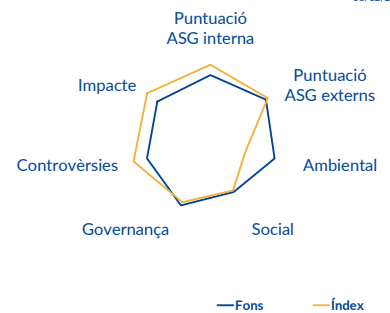 Puntuació
ASG interna
Puntuació
ASG externs
Impacte
Ambiental
Controvèrsies
Governança
Social
Fons
Índex